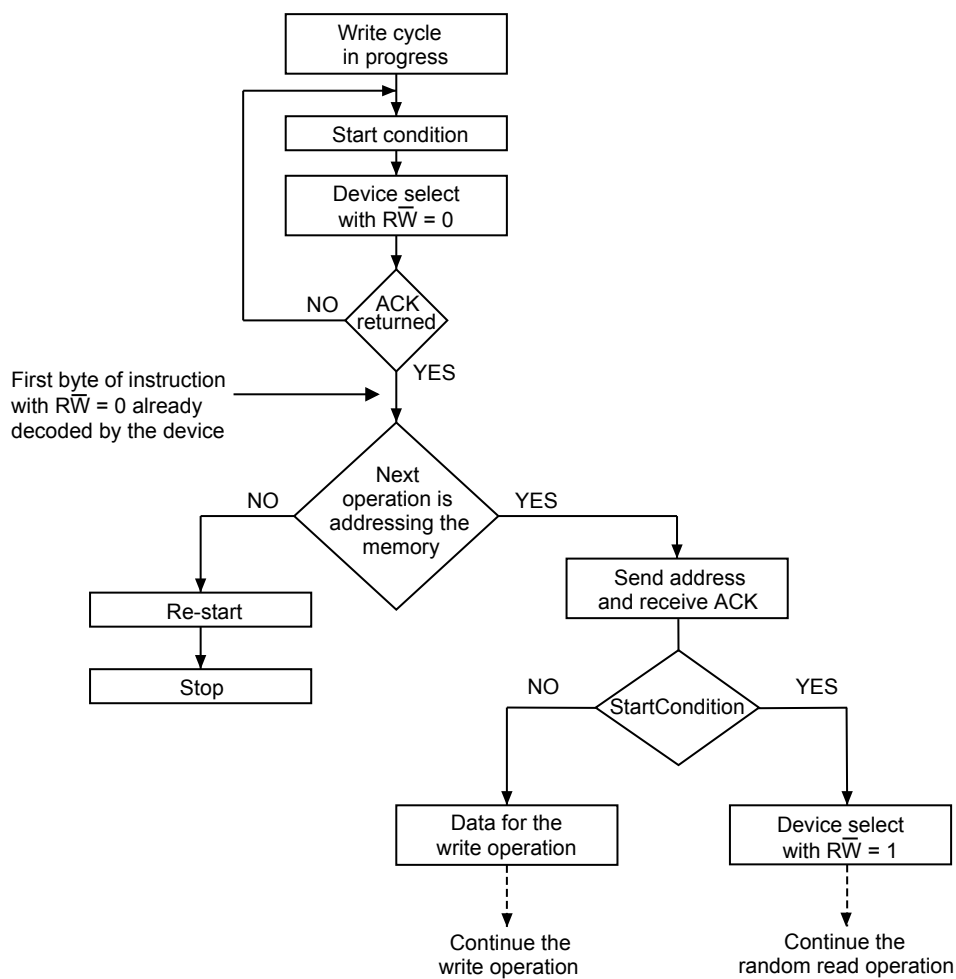 Write cycle
in progress
Start condition
Device select
with RW̅ = 0
NO
ACK
returned
YES
First byte of instruction
with RW̅ = 0 already
decoded by the device
NO
Next
operation is
addressing the
memory
YES
Re-start
Stop
Send address
and receive ACK
NO
StartCondition
YES
Data for the
write operation
Device select
with RW̅ = 1
Continue the
write operation
Continue the
random read operation